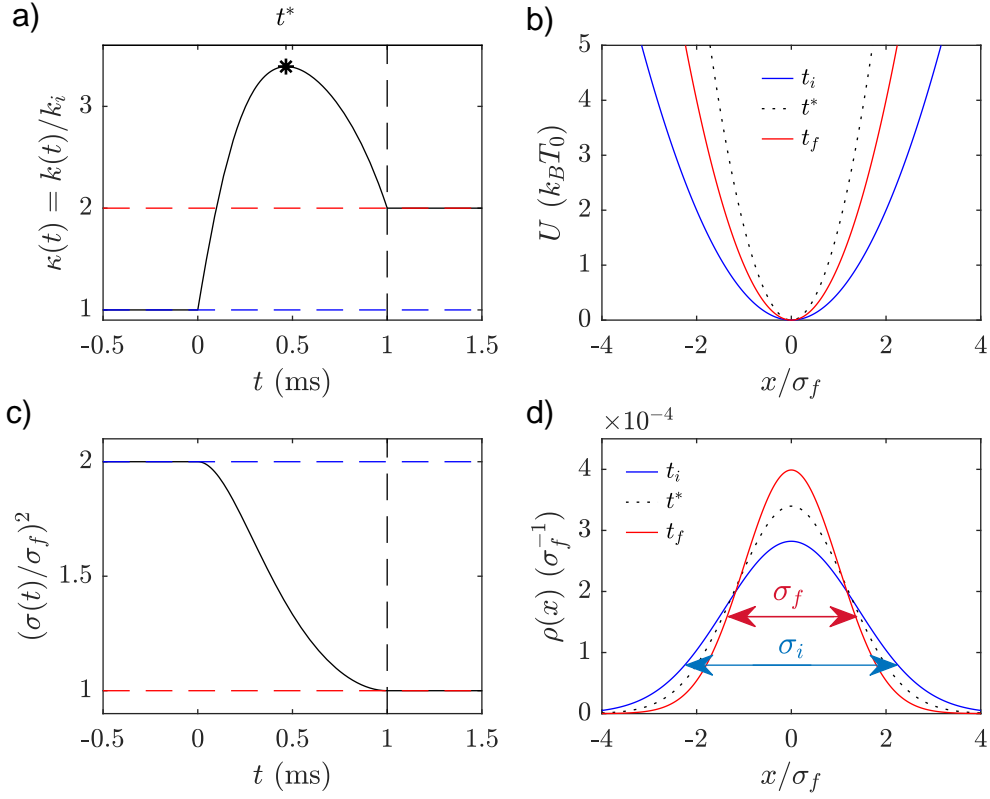 a)
t*
κ(t) = k(t)/k_i
3
2
1
-0.5
0
0.5
1
1.5
t (ms)
b)
U (k_B T_0)
5
4
3
2
1
0
t_i
t*
t_f
-4
-2
0
2
4
x/σ_f
c)
(σ(t)/σ_f)^2
2
1.5
1
-0.5
0
0.5
1
1.5
t (ms)
d)
×10^-4
ρ(x) (σ_f^-1)
4
3
2
1
0
t_i
t*
t_f
σ_f
σ_i
-4
-2
0
2
4
x/σ_f